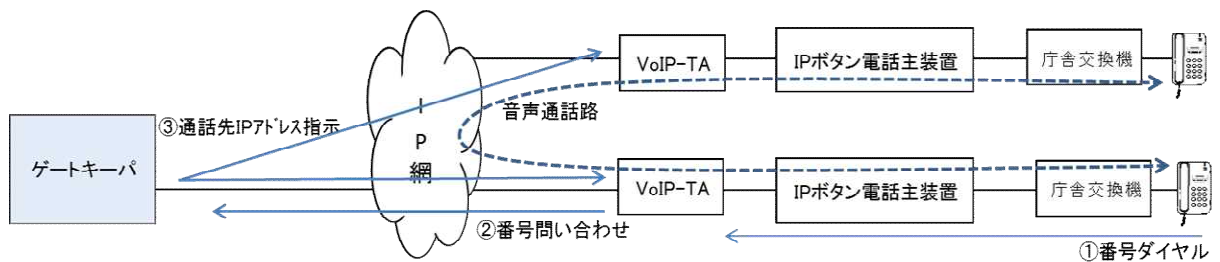 VoIP-TA
IPボタン電話主装置
庁舎交換機
音声通話路
③通話先IPアドレス指示
IP網
ゲートキーパ
VoIP-TA
IPボタン電話主装置
庁舎交換機
②番号問い合わせ
①番号ダイヤル